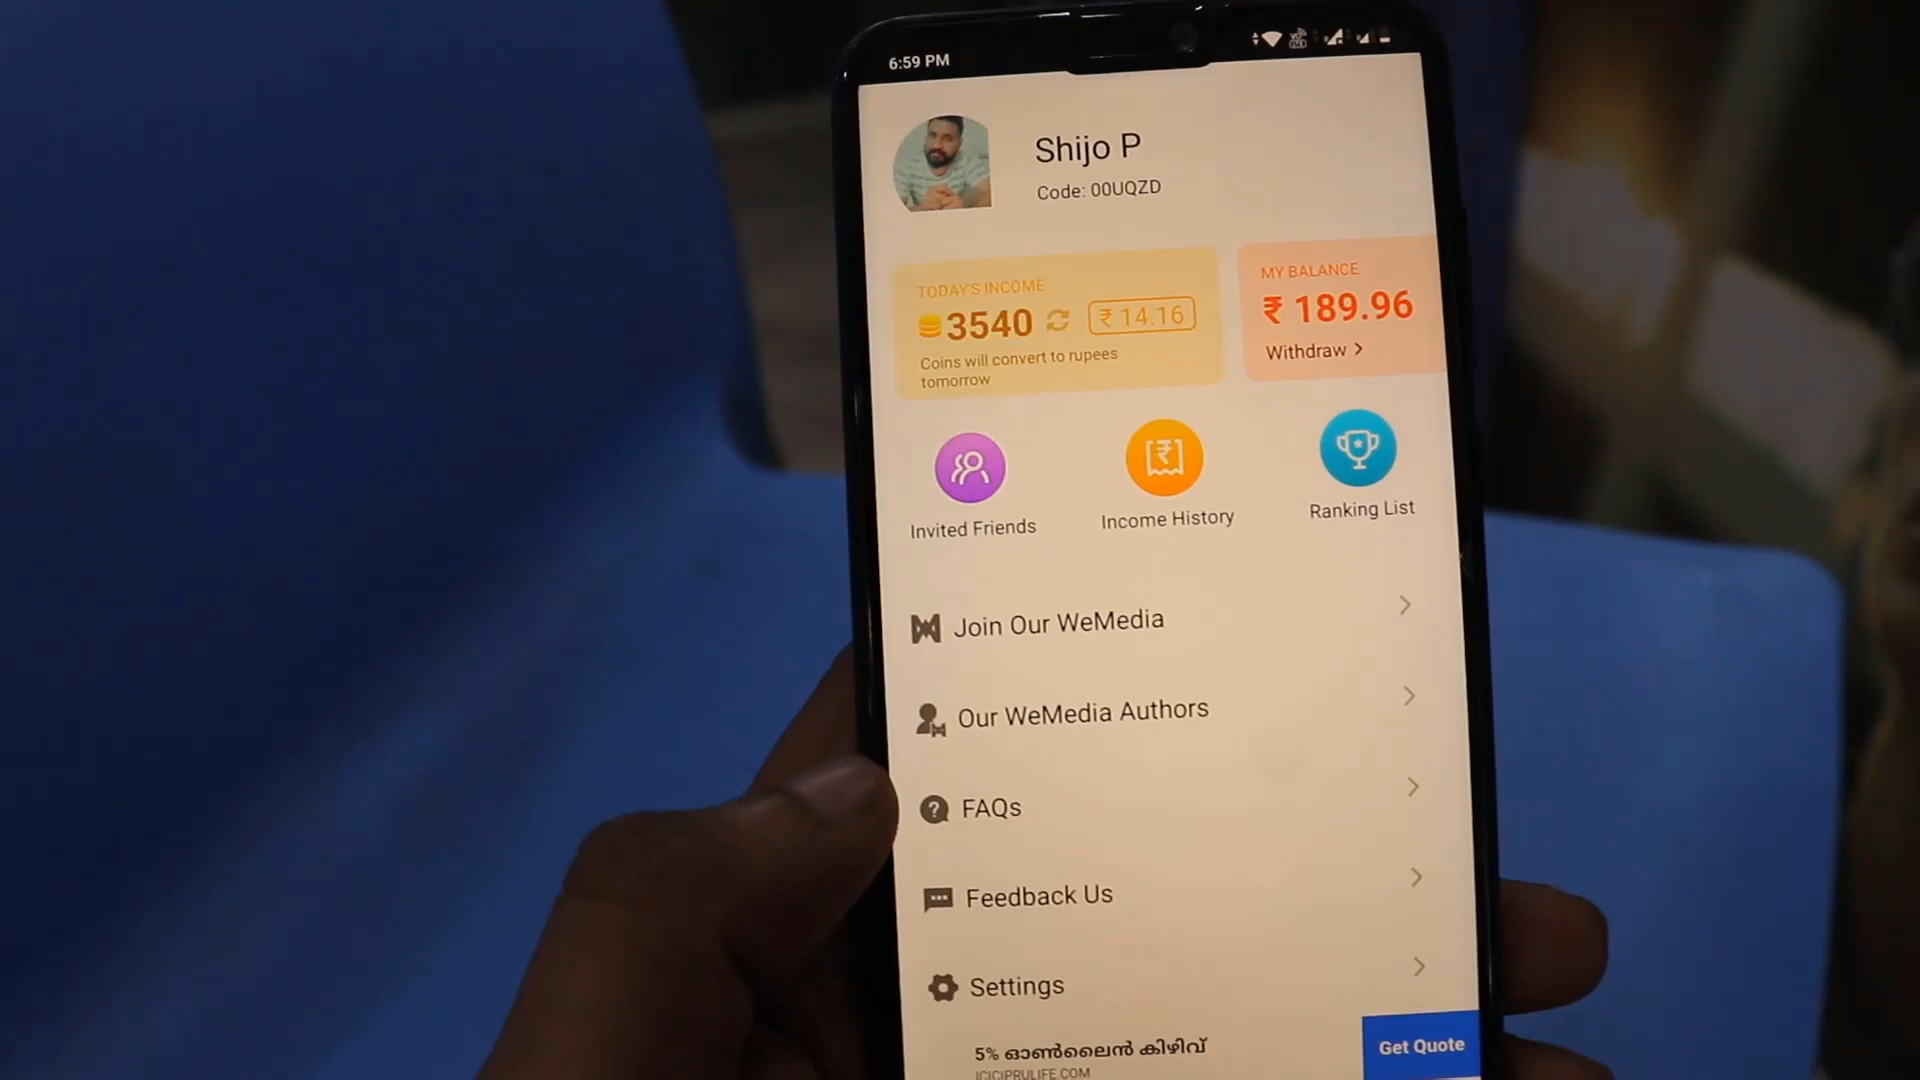 6:59 PM
Shijo P
Code: 00UQZD
TODAY'S INCOME
3540 ₹ 14.16
Coins will convert to rupees
tomorrow
MY BALANCE
₹ 189.96
Withdraw >
Invited Friends
Income History
Ranking List
Join Our WeMedia
Our WeMedia Authors
FAQs
Feedback Us
Settings
5% ഓൺലൈൻ കിഴിവ്
ICICIPRULIFE.COM
Get Quote